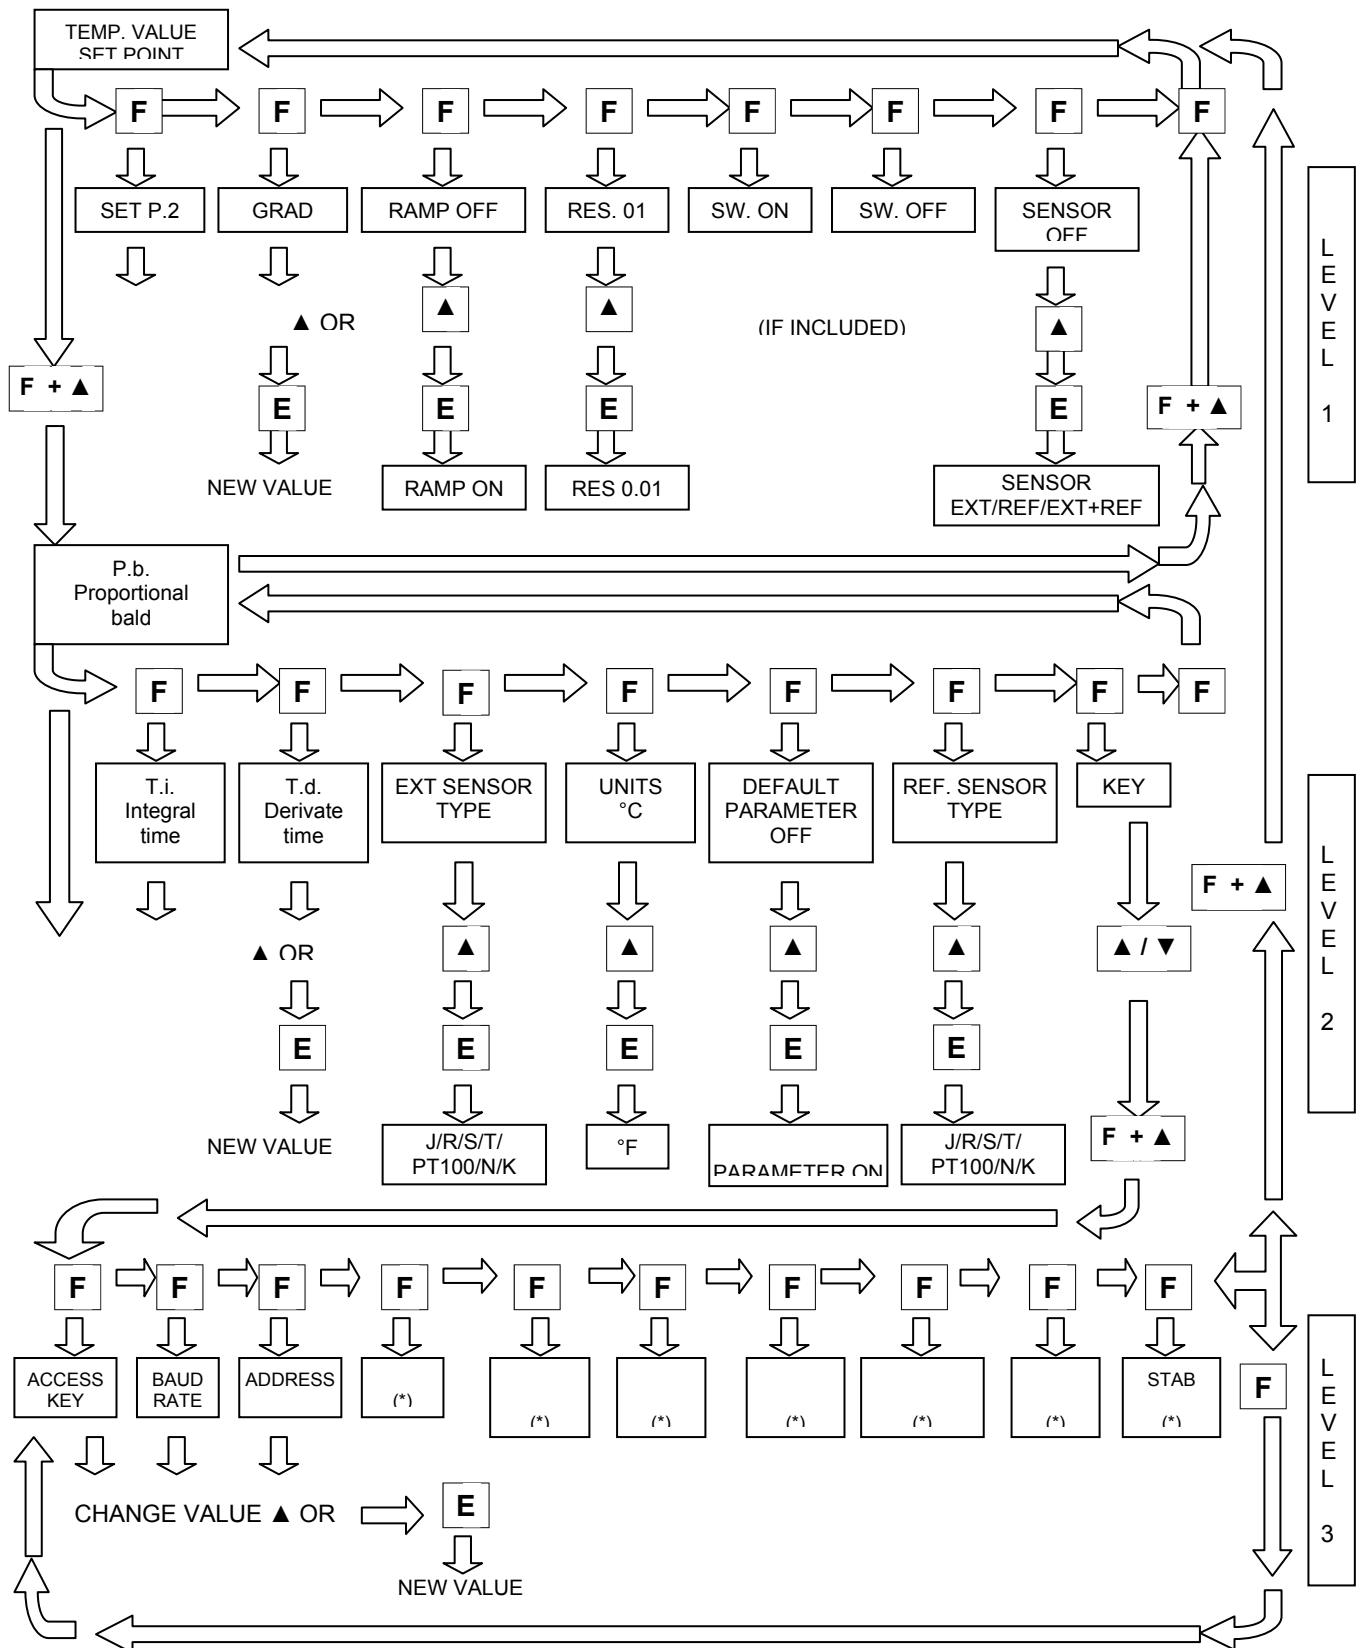 TEMP. VALUE
SET POINT
F F F F F F F F
SET P.2
GRAD
RAMP OFF
RES. 01
SW. ON
SW. OFF
SENSOR
OFF
▲ OR
▲
▲
(IF INCLUDED)
▲
F + ▲
E
E
E
E
F + ▲
NEW VALUE
RAMP ON
RES 0.01
SENSOR
EXT/REF/EXT+REF
LEVEL 1
P.b.
Proportional
bald
F F F F F F F F
T.i.
Integral
time
T.d.
Derivate
time
EXT SENSOR
TYPE
UNITS
°C
DEFAULT
PARAMETER
OFF
REF. SENSOR
TYPE
KEY
F + ▲
▲ OR
▲
▲
▲
▲
▲ / ▼
E
E
E
E
E
NEW VALUE
J/R/S/T/
PT100/N/K
°F
PARAMETER ON
J/R/S/T/
PT100/N/K
F + ▲
LEVEL 2
F F F F F F F F F F
ACCESS
KEY
BAUD
RATE
ADDRESS
(*)
(*)
(*)
(*)
(*)
(*)
STAB
(*)
F
CHANGE VALUE ▲ OR
E
NEW VALUE
LEVEL 3